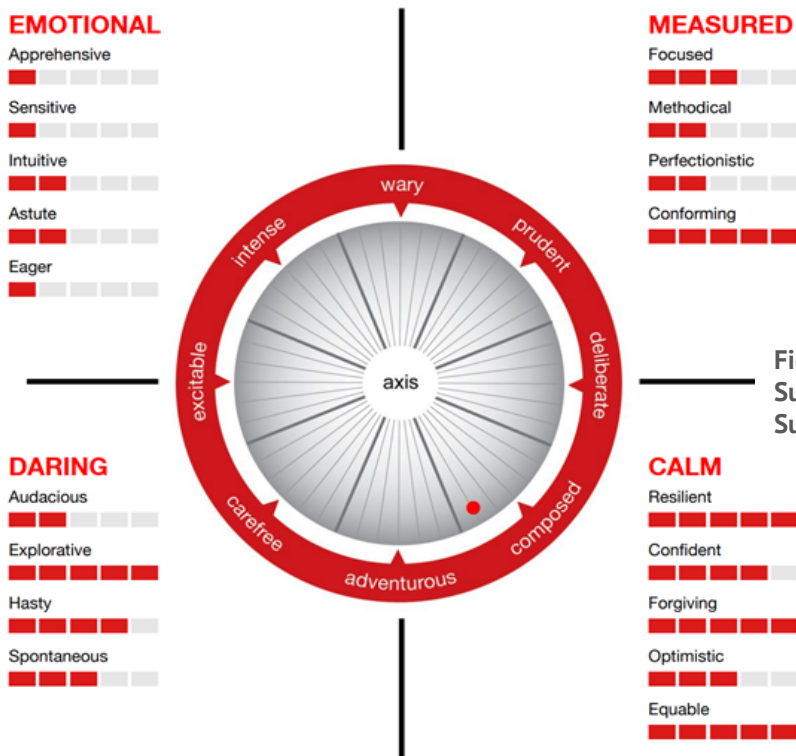 EMOTIONAL
Apprehensive
Sensitive
Intuitive
Astute
Eager
MEASURED
Focused
Methodical
Perfectionistic
Conforming
wary
prudent
deliberate
composed
adventurous
carefree
excitable
intense
axis
DARING
Audacious
Explorative
Hasty
Spontaneous
CALM
Resilient
Confident
Forgiving
Optimistic
Equable